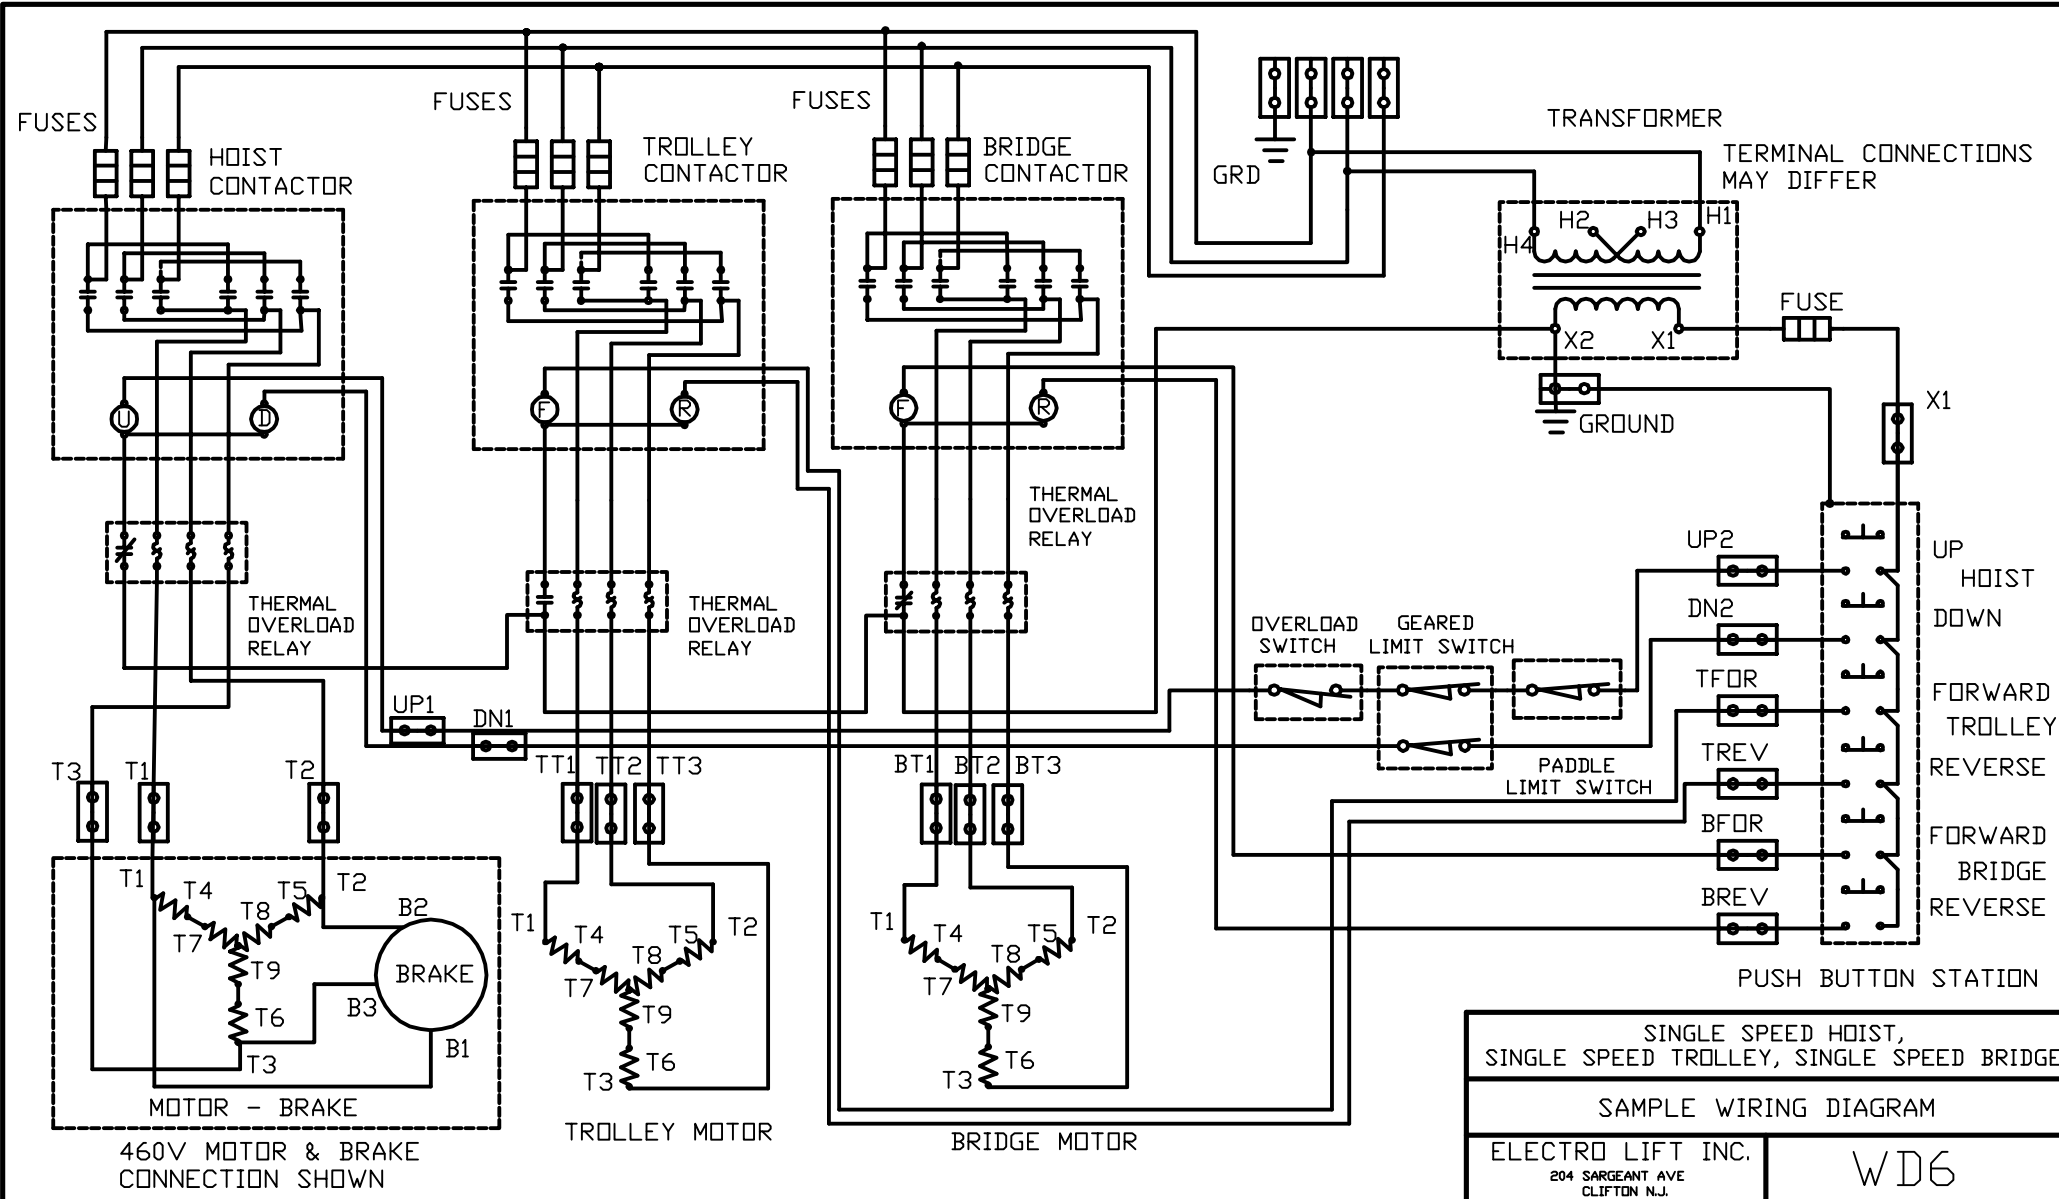 FUSES
HOIST
CONTACTOR
FUSES
TROLLEY
CONTACTOR
FUSES
BRIDGE
CONTACTOR
GRD
TRANSFORMER
TERMINAL CONNECTIONS
MAY DIFFER
H4
H2
H3
H1
X2
X1
FUSE
GROUND
X1
U
D
F
R
F
R
THERMAL
OVERLOAD
RELAY
THERMAL
OVERLOAD
RELAY
THERMAL
OVERLOAD
RELAY
UP1
DN1
OVERLOAD
SWITCH
GEARED
LIMIT SWITCH
PADDLE
LIMIT SWITCH
UP2
DN2
TFOR
TREV
BFOR
BREV
UP
HOIST
DOWN
FORWARD
TROLLEY
REVERSE
FORWARD
BRIDGE
REVERSE
PUSH BUTTON STATION
T3
T1
T2
TT1
TT2
TT3
BT1
BT2
BT3
T1
T4
T5
T2
T7
T8
T9
T6
T3
B2
BRAKE
B3
B1
MOTOR - BRAKE
460V MOTOR & BRAKE
CONNECTION SHOWN
T1
T4
T5
T2
T7
T8
T9
T6
T3
TROLLEY MOTOR
T1
T4
T5
T2
T7
T8
T9
T6
T3
BRIDGE MOTOR
SINGLE SPEED HOIST,
SINGLE SPEED TROLLEY, SINGLE SPEED BRIDGE
SAMPLE WIRING DIAGRAM
ELECTRO LIFT INC.
204 SARGEANT AVE
CLIFTON N.J.
WD6